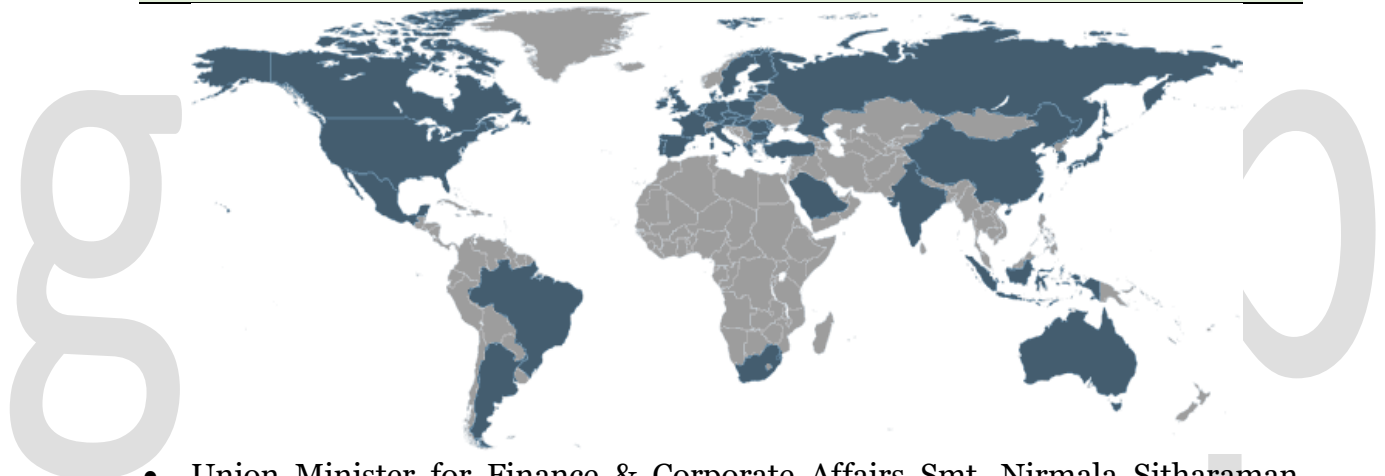 • Union Minister for Finance & Corporate Affairs Smt. Nirmala Sitharaman
g
c